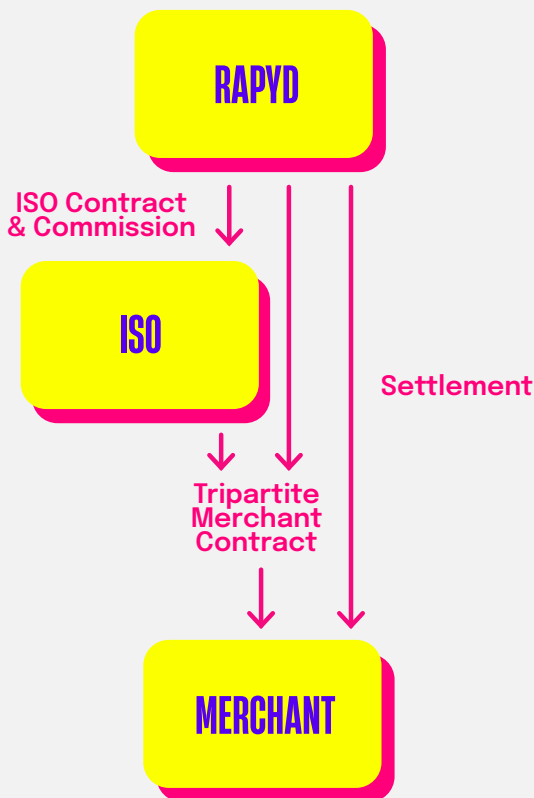 RAPYD
ISO Contract
& Commission
ISO
Settlement
Tripartite
Merchant
Contract
MERCHANT